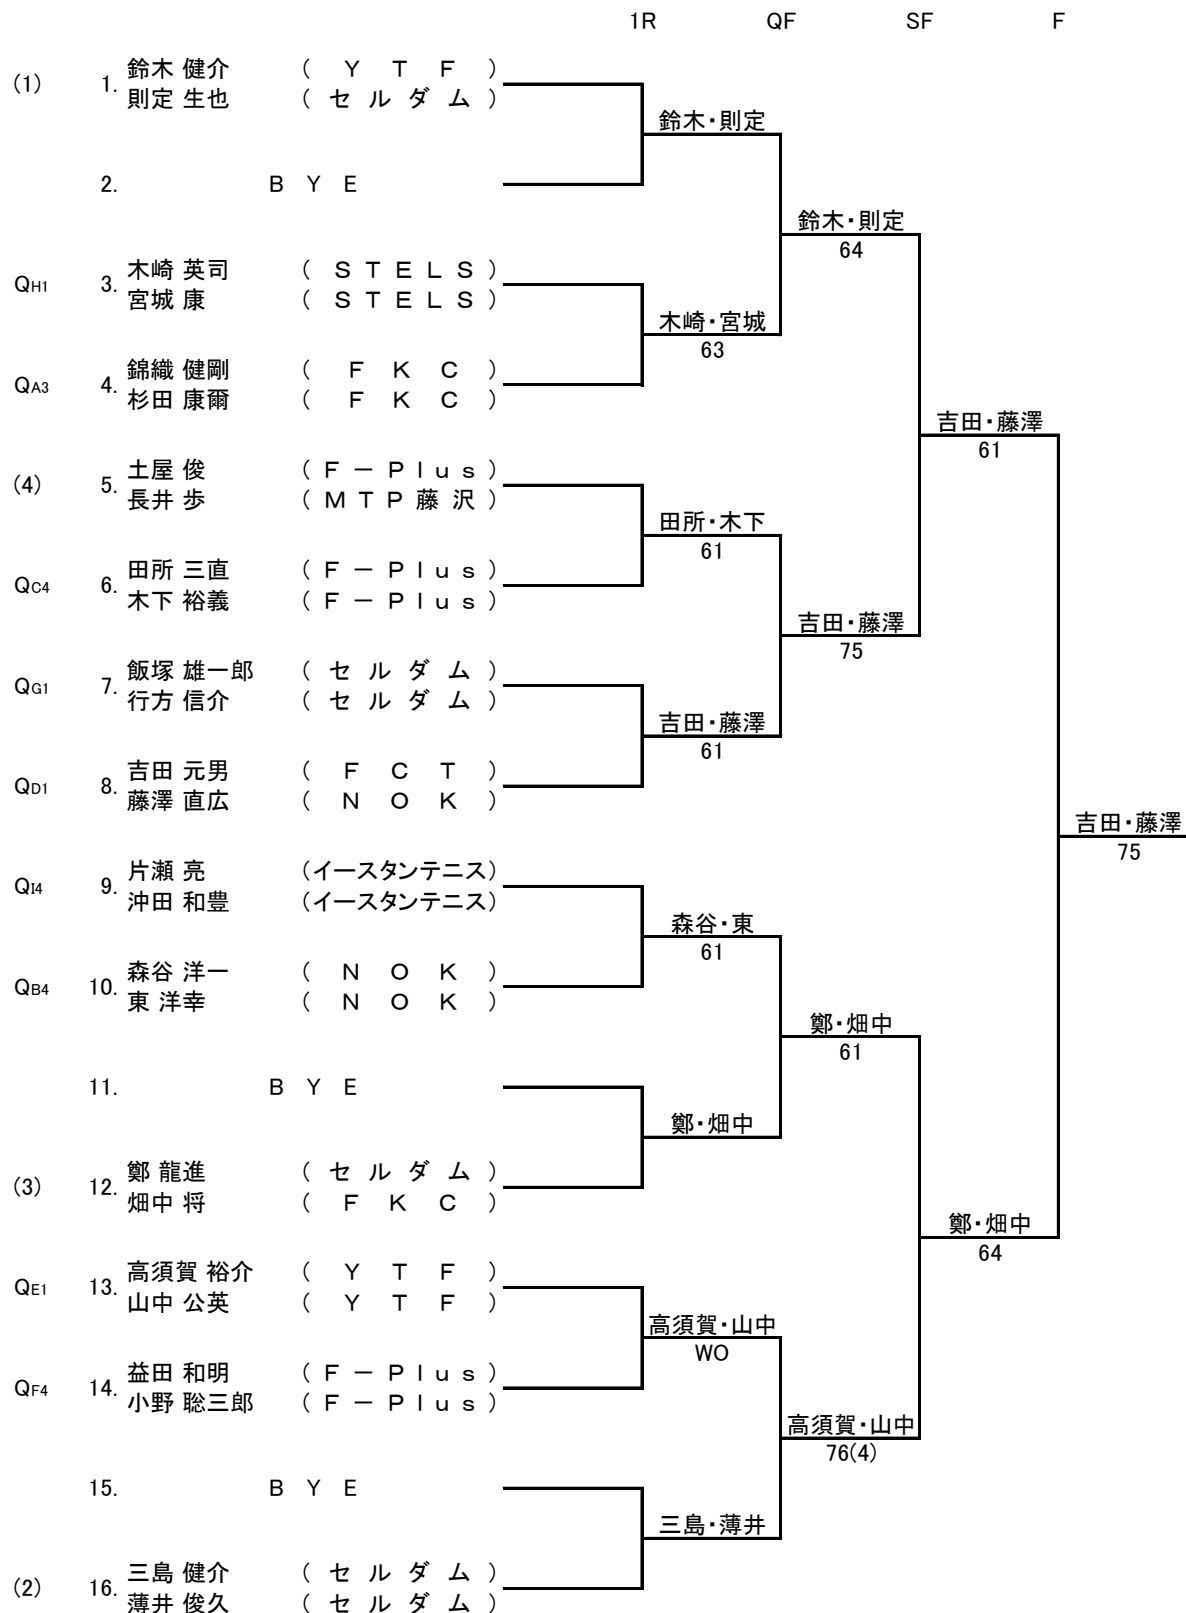 1R QF SF F
(1) 1. 鈴木 健介 ( Y T F )
則定 生也 ( セ ル ダ ム )
鈴木・則定
2. B Y E
鈴木・則定
64
QH1 3. 木崎 英司 ( S T E L S )
宮城 康 ( S T E L S )
木崎・宮城
63
QA3 4. 錦織 健剛 ( F K C )
杉田 康爾 ( F K C )
吉田・藤澤
61
(4) 5. 土屋 俊 ( F － P l u s )
長井 歩 ( M T P 藤 沢 )
田所・木下
61
QC4 6. 田所 三直 ( F － P l u s )
木下 裕義 ( F － P l u s )
吉田・藤澤
75
QG1 7. 飯塚 雄一郎 ( セ ル ダ ム )
行方 信介 ( セ ル ダ ム )
吉田・藤澤
61
QD1 8. 吉田 元男 ( F C T )
藤澤 直広 ( N O K )
吉田・藤澤
75
QI4 9. 片瀬 亮 (イースタンテニス)
沖田 和豊 (イースタンテニス)
森谷・東
61
QB4 10. 森谷 洋一 ( N O K )
東 洋幸 ( N O K )
鄭・畑中
61
11. B Y E
鄭・畑中
(3) 12. 鄭 龍進 ( セ ル ダ ム )
畑中 将 ( F K C )
鄭・畑中
64
QE1 13. 高須賀 裕介 ( Y T F )
山中 公英 ( Y T F )
高須賀・山中
WO
QF4 14. 益田 和明 ( F － P l u s )
小野 聡三郎 ( F － P l u s )
高須賀・山中
76(4)
15. B Y E
三島・薄井
(2) 16. 三島 健介 ( セ ル ダ ム )
薄井 俊久 ( セ ル ダ ム )